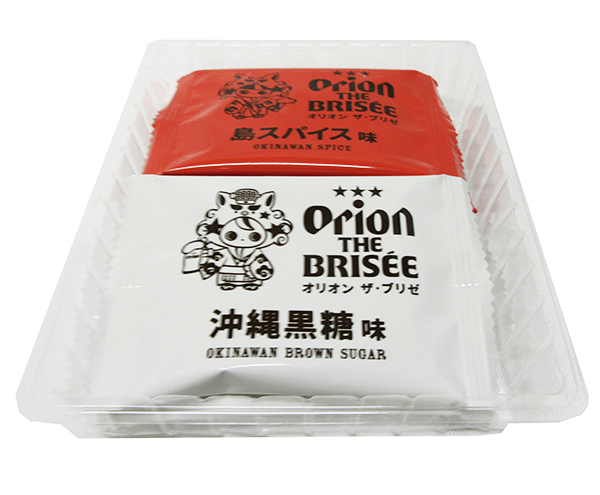 ★★★
Orion
THE
BRISÉE
オリオン ザ・ブリゼ
島スパイス味
OKINAWAN SPICE
★★★
Orion
THE
BRISÉE
オリオン ザ・ブリゼ
沖縄黒糖味
OKINAWAN BROWN SUGAR